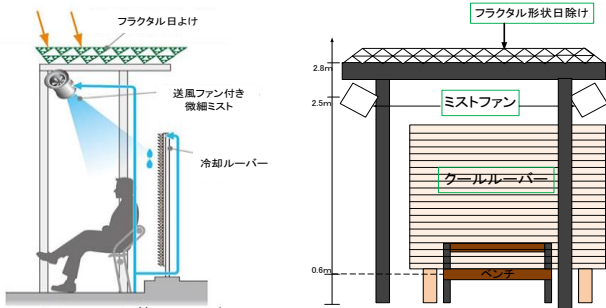 フラクタル日よけ
送風ファン付き
微細ミスト
冷却ルーバー
フラクタル形状日除け
2.8m
2.5m
ミストファン
クールルーバー
0.6m
ベンチ